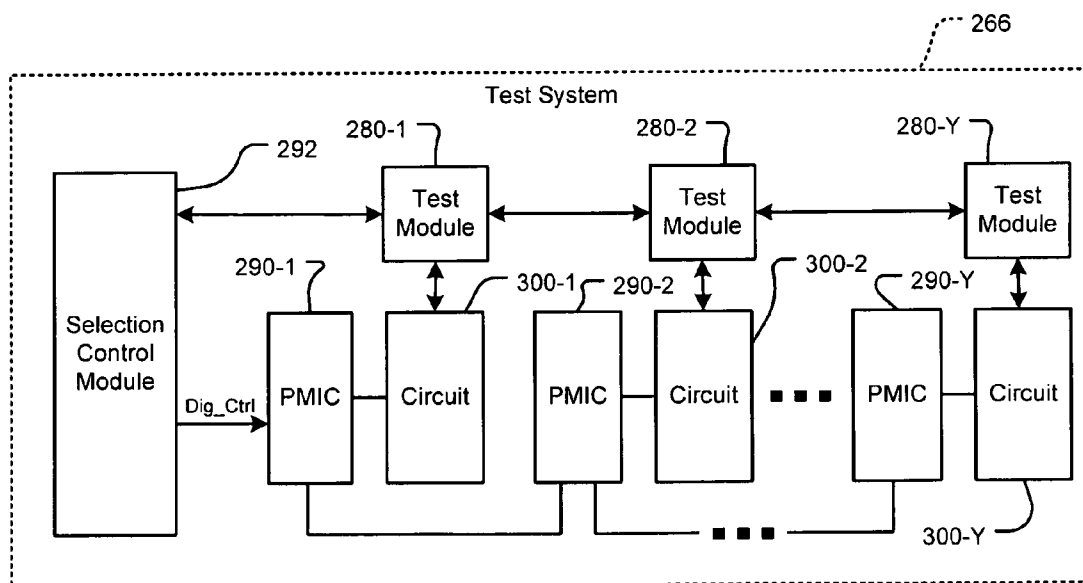 266
Test System
292
280-1
280-2
280-Y
Test
Module
Test
Module
Test
Module
290-1
300-1
290-2
300-2
290-Y
Selection
Control
Module
Dig_Ctrl
PMIC
Circuit
PMIC
Circuit
PMIC
Circuit
300-Y